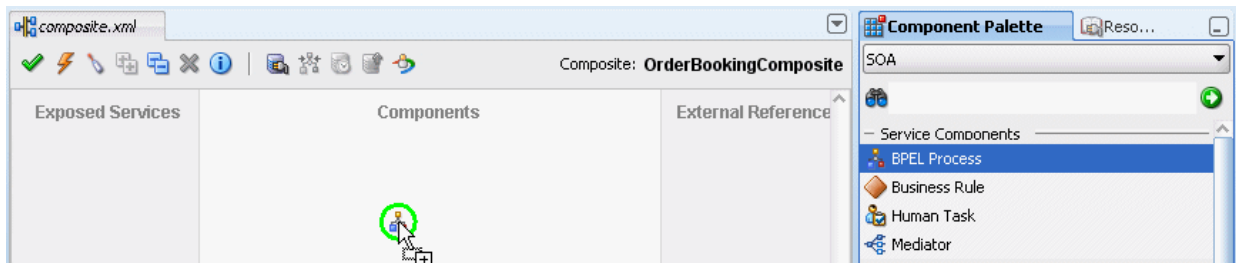 composite.xml
Component Palette
Reso...
Composite: OrderBookingComposite
SOA
Exposed Services
Components
External Reference
Service Components
BPEL Process
Business Rule
Human Task
Mediator